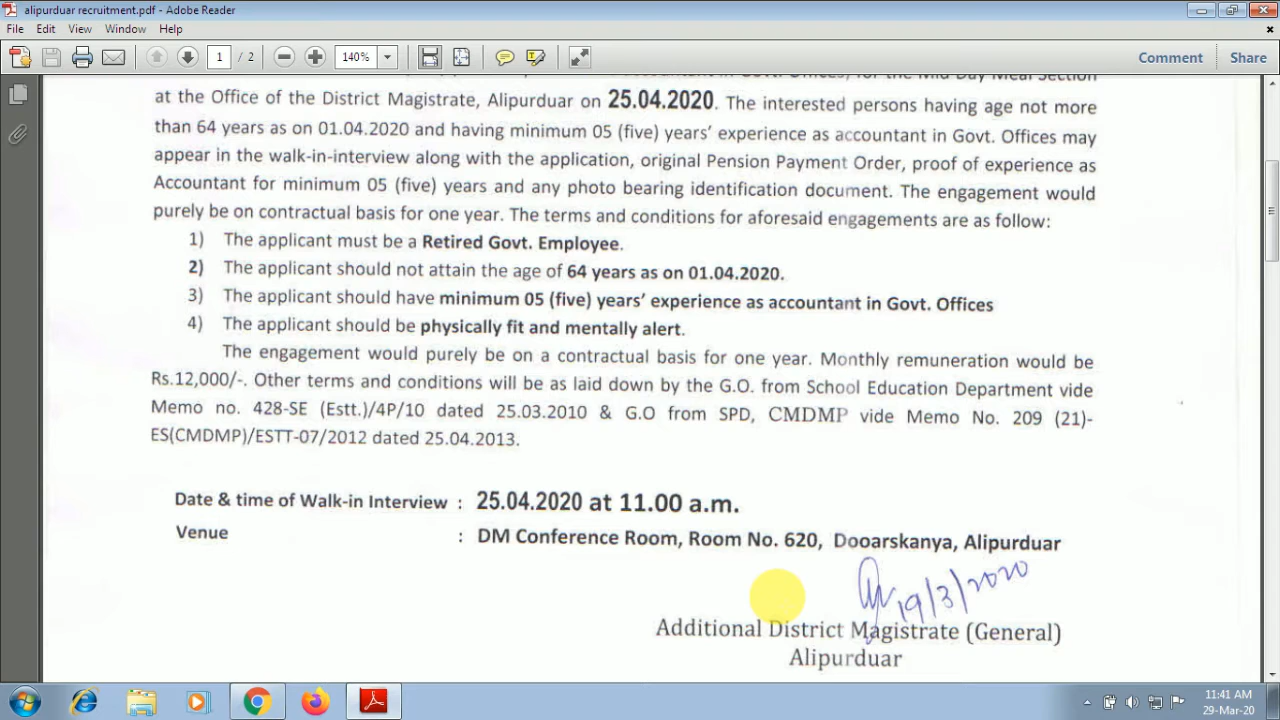 alipurduar recruitment.pdf - Adobe Reader
File Edit View Window Help
1 / 2 140% Comment Share
accountant in Govt. Offices, for the Mid Day Meal Section
at the Office of the District Magistrate, Alipurduar on 25.04.2020. The interested persons having age not more
than 64 years as on 01.04.2020 and having minimum 05 (five) years’ experience as accountant in Govt. Offices may
appear in the walk-in-interview along with the application, original Pension Payment Order, proof of experience as
Accountant for minimum 05 (five) years and any photo bearing identification document. The engagement would
purely be on contractual basis for one year. The terms and conditions for aforesaid engagements are as follow:
1) The applicant must be a Retired Govt. Employee.
2) The applicant should not attain the age of 64 years as on 01.04.2020.
3) The applicant should have minimum 05 (five) years’ experience as accountant in Govt. Offices
4) The applicant should be physically fit and mentally alert.
The engagement would purely be on a contractual basis for one year. Monthly remuneration would be
Rs.12,000/-. Other terms and conditions will be as laid down by the G.O. from School Education Department vide
Memo no. 428-SE (Estt.)/4P/10 dated 25.03.2010 & G.O from SPD, CMDMP vide Memo No. 209 (21)-
ES(CMDMP)/ESTT-07/2012 dated 25.04.2013.
Date & time of Walk-in Interview : 25.04.2020 at 11.00 a.m.
Venue : DM Conference Room, Room No. 620, Dooarskanya, Alipurduar
19/3/2020
Additional District Magistrate (General)
Alipurduar
11:41 AM
29-Mar-20